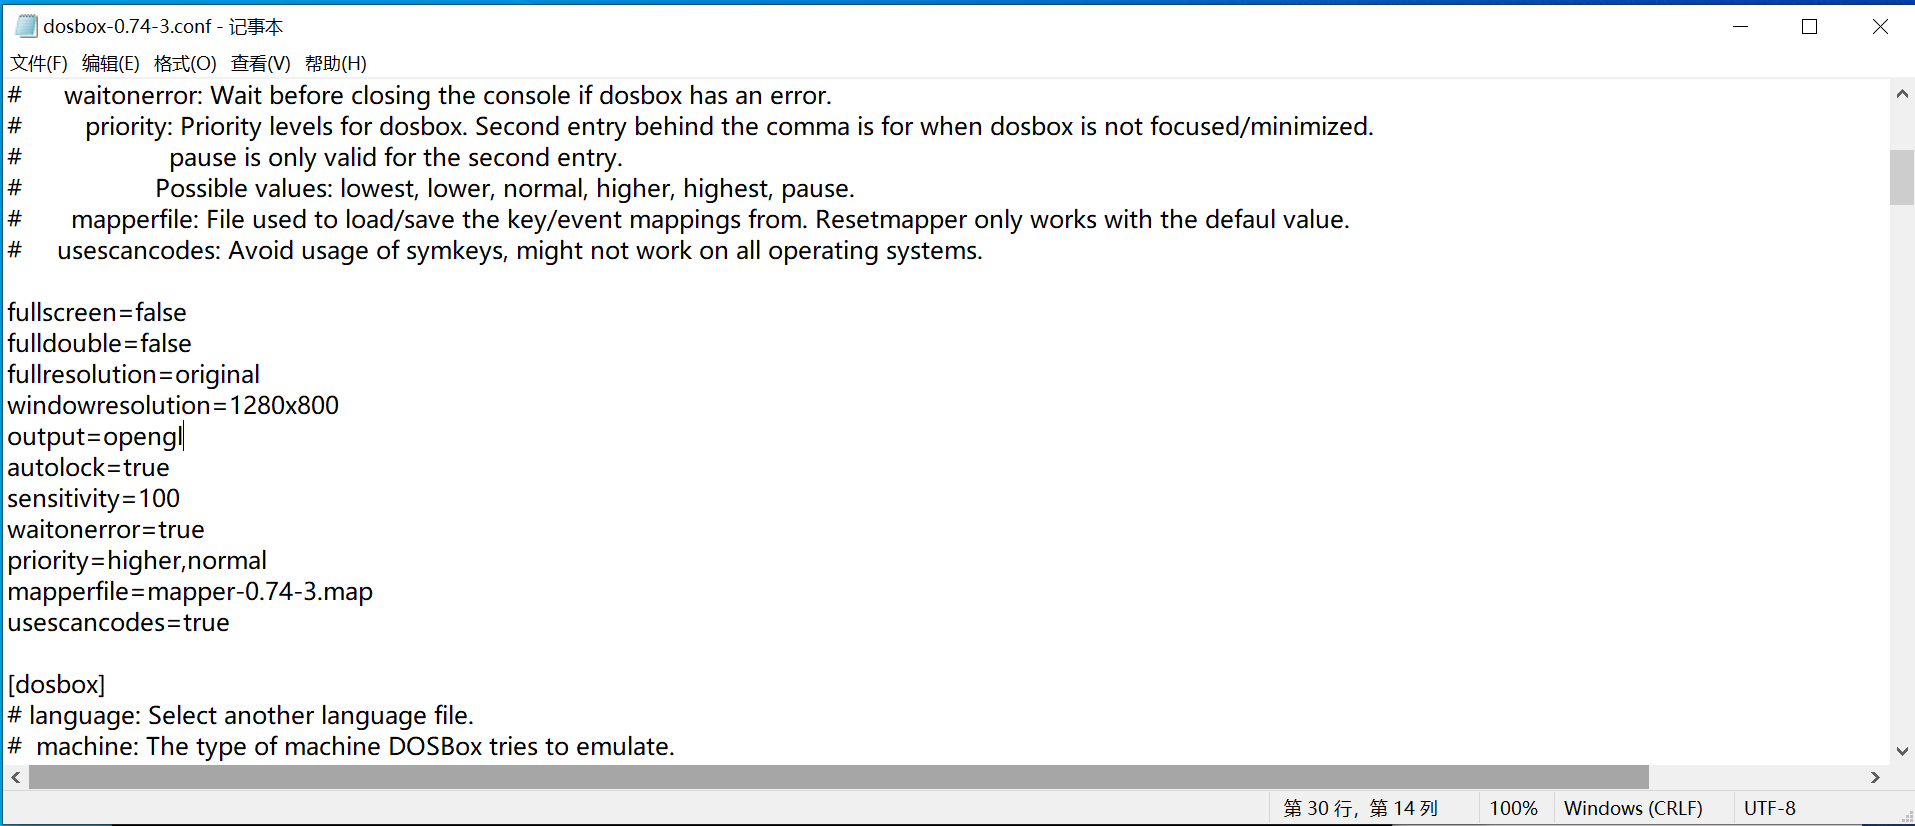 dosbox-0.74-3.conf - 记事本
文件(F) 编辑(E) 格式(O) 查看(V) 帮助(H)
# waitonerror: Wait before closing the console if dosbox has an error.
# priority: Priority levels for dosbox. Second entry behind the comma is for when dosbox is not focused/minimized.
# pause is only valid for the second entry.
# Possible values: lowest, lower, normal, higher, highest, pause.
# mapperfile: File used to load/save the key/event mappings from. Resetmapper only works with the defaul value.
# usescancodes: Avoid usage of symkeys, might not work on all operating systems.
fullscreen=false
fulldouble=false
fullresolution=original
windowresolution=1280x800
output=opengl
autolock=true
sensitivity=100
waitonerror=true
priority=higher,normal
mapperfile=mapper-0.74-3.map
usescancodes=true
[dosbox]
# language: Select another language file.
# machine: The type of machine DOSBox tries to emulate.
第 30 行，第 14 列 100% Windows (CRLF) UTF-8